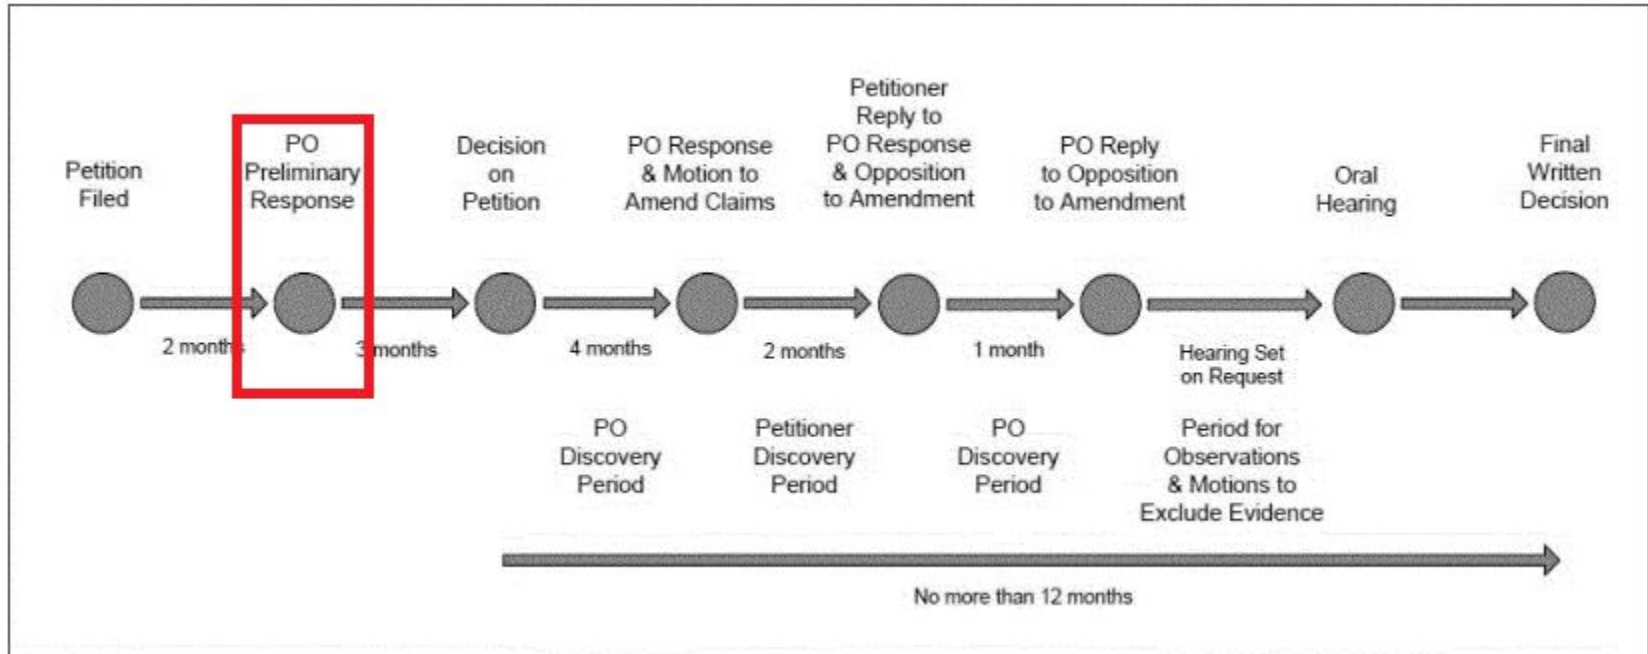 Petition
Filed
PO
Preliminary
Response
Decision
on
Petition
PO Response
& Motion to
Amend Claims
Petitioner
Reply to
PO Response
& Opposition
to Amendment
PO Reply
to Opposition
to Amendment
Oral
Hearing
Final
Written
Decision
2 months
3 months
4 months
2 months
1 month
Hearing Set
on Request
PO
Discovery
Period
Petitioner
Discovery
Period
PO
Discovery
Period
Period for
Observations
& Motions to
Exclude Evidence
No more than 12 months